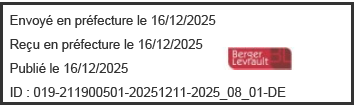 Envoyé en préfecture le 16/12/2025
Reçu en préfecture le 16/12/2025
Berger
Levrault
Publié le 16/12/2025
ID : 019-211900501-20251211-2025_08_01-DE